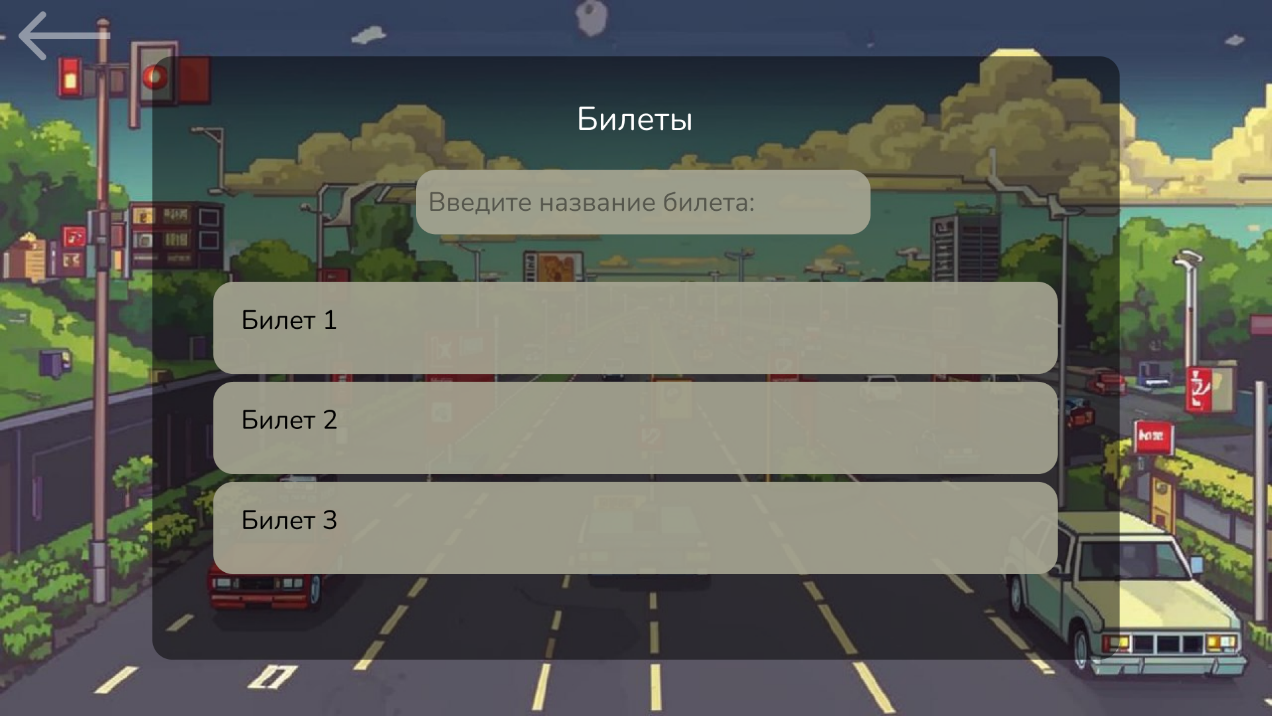 Билеты
Введите название билета:
Билет 1
Билет 2
Билет 3